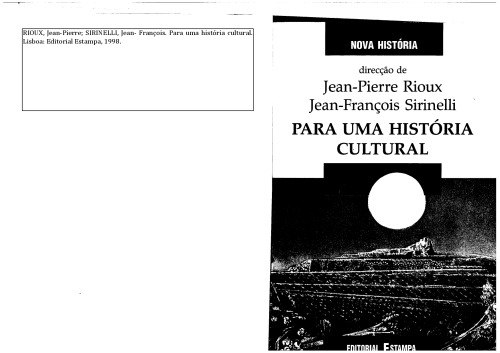 RIOUX, Jean-Pierre; SIRINELLI, Jean- François. Para uma história cultural.
Lisboa: Editorial Estampa, 1998.
NOVA HISTÓRIA
direcção de
Jean-Pierre Rioux
Jean-François Sirinelli
PARA UMA HISTÓRIA
CULTURAL
EDITORIAL ESTAMPA